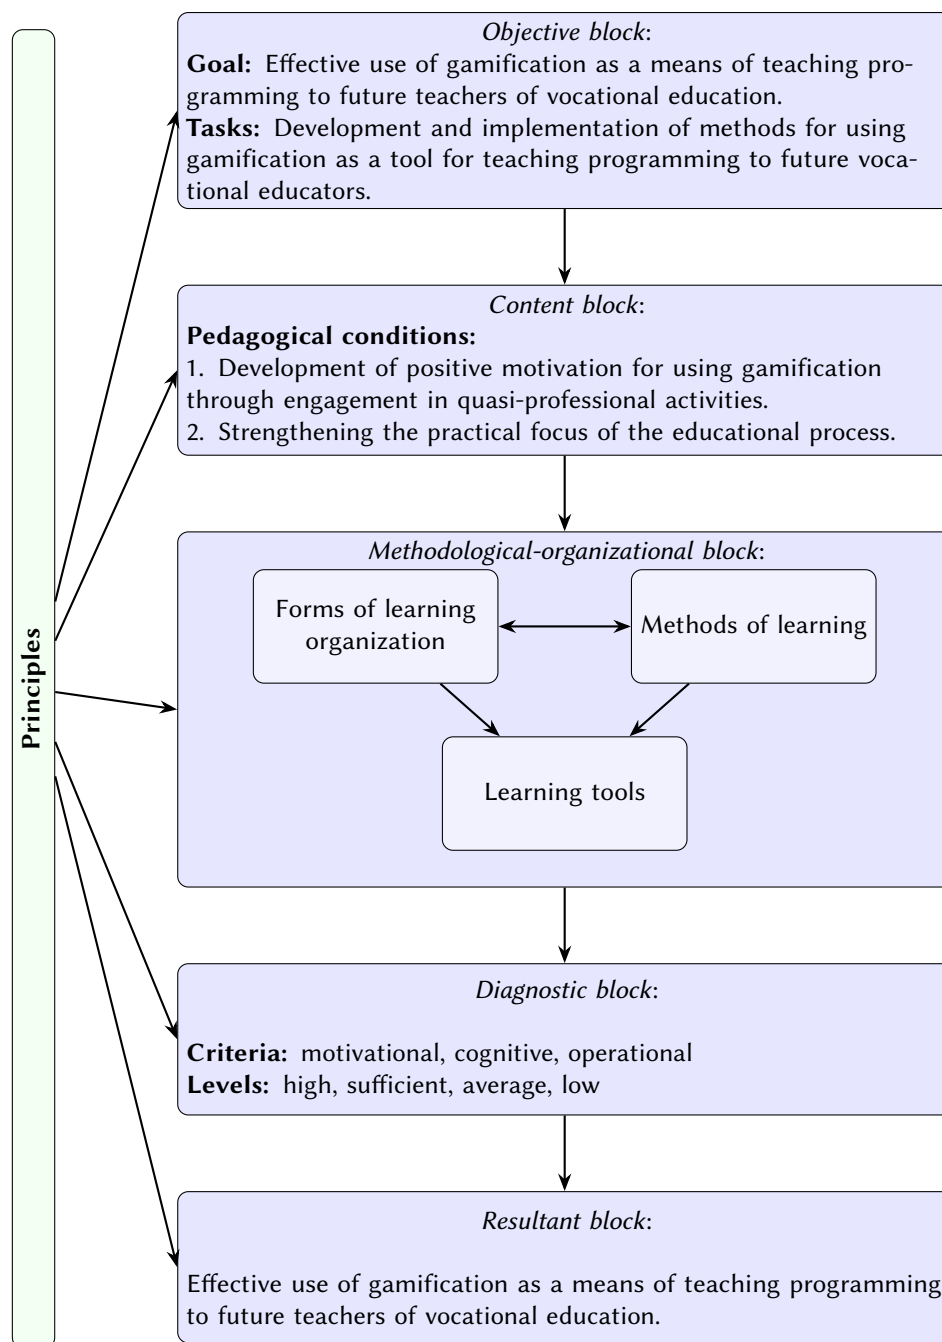 Principles
Objective block:
Goal: Effective use of gamification as a means of teaching pro-
gramming to future teachers of vocational education.
Tasks: Development and implementation of methods for using
gamification as a tool for teaching programming to future voca-
tional educators.
Content block:
Pedagogical conditions:
1. Development of positive motivation for using gamification
through engagement in quasi-professional activities.
2. Strengthening the practical focus of the educational process.
Methodological-organizational block:
Forms of learning
organization
Methods of learning
Learning tools
Diagnostic block:
Criteria: motivational, cognitive, operational
Levels: high, sufficient, average, low
Resultant block:
Effective use of gamification as a means of teaching programming
to future teachers of vocational education.